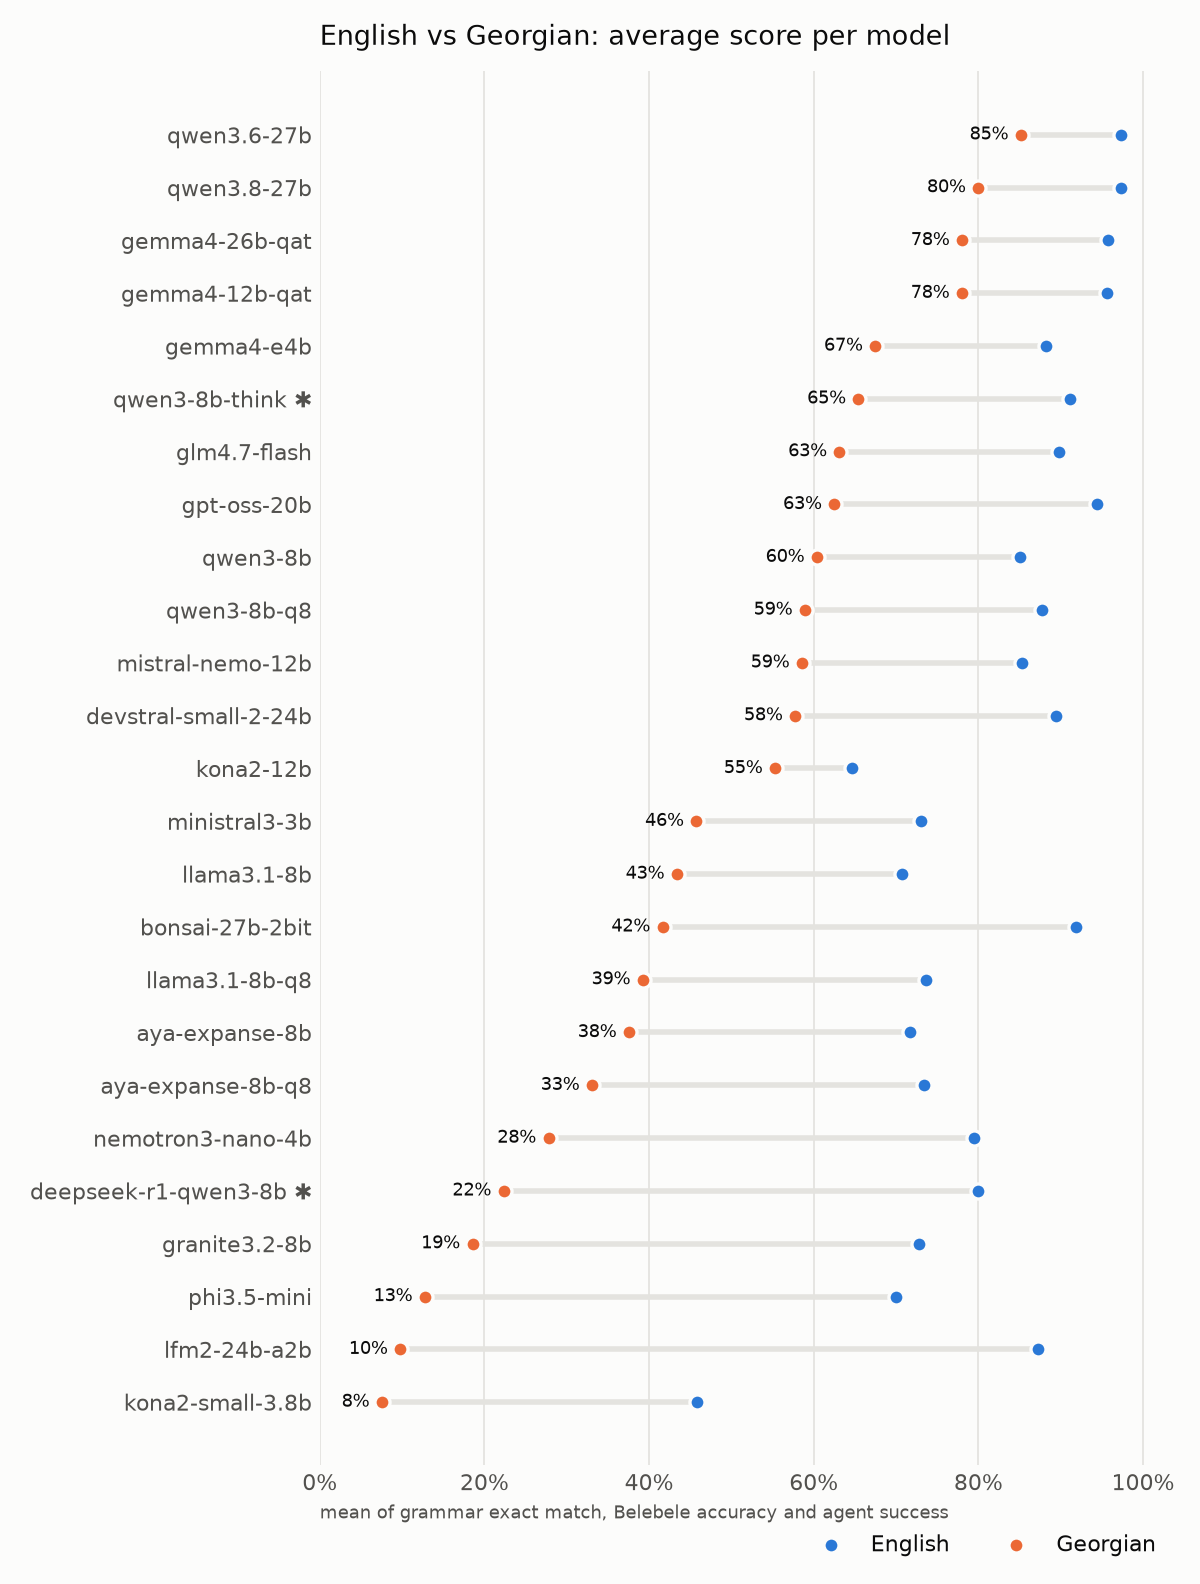 English vs Georgian: average score per model
qwen3.6-27b 85%
qwen3.8-27b 80%
gemma4-26b-qat 78%
gemma4-12b-qat 78%
gemma4-e4b 67%
qwen3-8b-think ✱ 65%
glm4.7-flash 63%
gpt-oss-20b 63%
qwen3-8b 60%
qwen3-8b-q8 59%
mistral-nemo-12b 59%
devstral-small-2-24b 58%
kona2-12b 55%
ministral3-3b 46%
llama3.1-8b 43%
bonsai-27b-2bit 42%
llama3.1-8b-q8 39%
aya-expanse-8b 38%
aya-expanse-8b-q8 33%
nemotron3-nano-4b 28%
deepseek-r1-qwen3-8b ✱ 22%
granite3.2-8b 19%
phi3.5-mini 13%
lfm2-24b-a2b 10%
kona2-small-3.8b 8%
0% 20% 40% 60% 80% 100%
mean of grammar exact match, Belebele accuracy and agent success
English Georgian